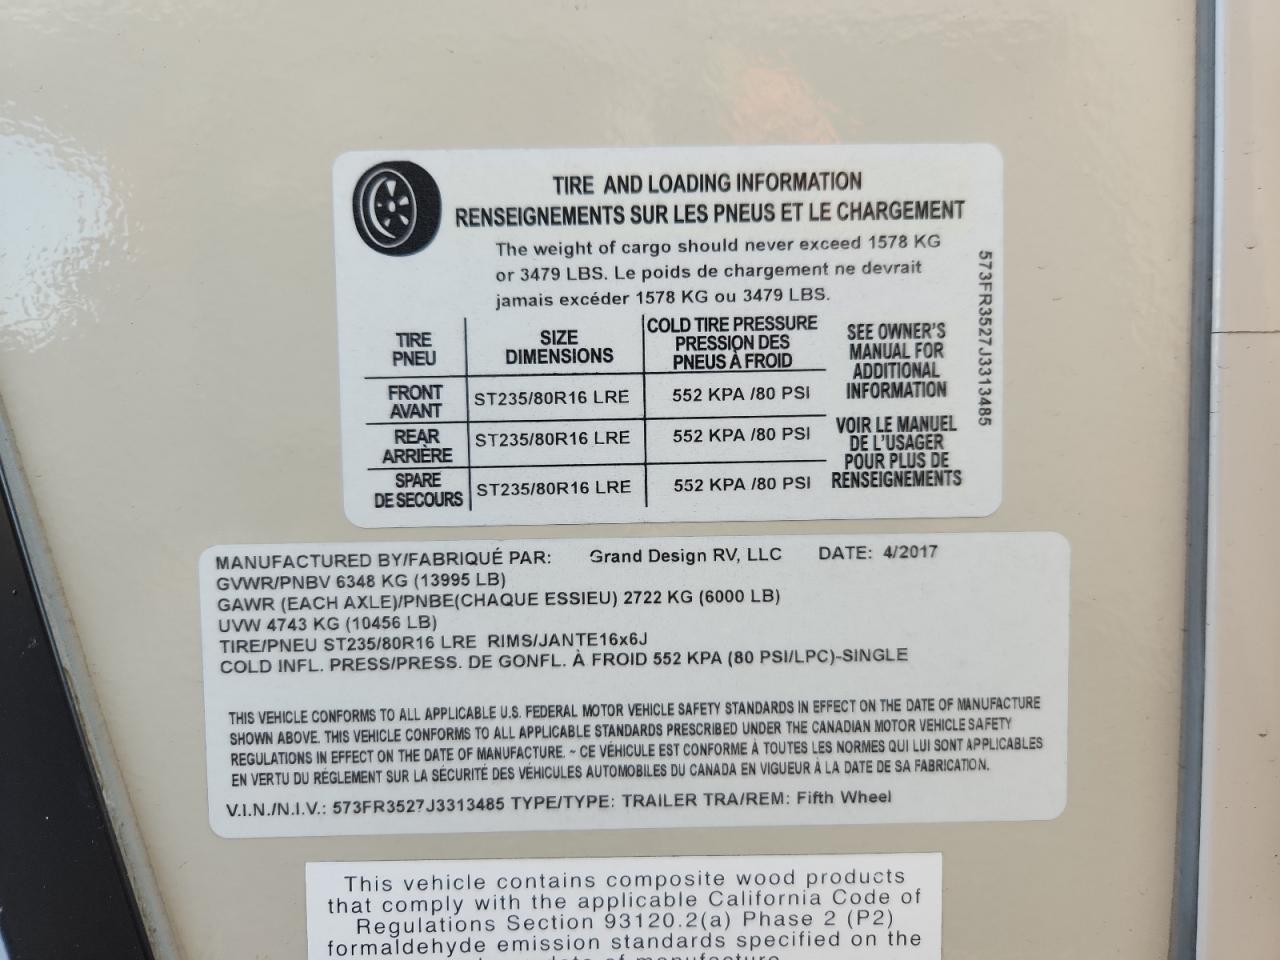 TIRE AND LOADING INFORMATION
RENSEIGNEMENTS SUR LES PNEUS ET LE CHARGEMENT
The weight of cargo should never exceed 1578 KG
or 3479 LBS. Le poids de chargement ne devrait
jamais excéder 1578 KG ou 3479 LBS.
TIRE
PNEU
SIZE
DIMENSIONS
COLD TIRE PRESSURE
PRESSION DES
PNEUS À FROID
FRONT
AVANT
ST235/80R16 LRE
552 KPA /80 PSI
REAR
ARRIÈRE
ST235/80R16 LRE
552 KPA /80 PSI
SPARE
DE SECOURS
ST235/80R16 LRE
552 KPA /80 PSI
SEE OWNER'S
MANUAL FOR
ADDITIONAL
INFORMATION
VOIR LE MANUEL
DE L'USAGER
POUR PLUS DE
RENSEIGNEMENTS
573FR3527J3313485
MANUFACTURED BY/FABRIQUÉ PAR: Grand Design RV, LLC DATE: 4/2017
GVWR/PNBV 6348 KG (13995 LB)
GAWR (EACH AXLE)/PNBE(CHAQUE ESSIEU) 2722 KG (6000 LB)
UVW 4743 KG (10456 LB)
TIRE/PNEU ST235/80R16 LRE RIMS/JANTE16x6J
COLD INFL. PRESS/PRESS. DE GONFL. À FROID 552 KPA (80 PSI/LPC)-SINGLE
THIS VEHICLE CONFORMS TO ALL APPLICABLE U.S. FEDERAL MOTOR VEHICLE SAFETY STANDARDS IN EFFECT ON THE DATE OF MANUFACTURE
SHOWN ABOVE. THIS VEHICLE CONFORMS TO ALL APPLICABLE STANDARDS PRESCRIBED UNDER THE CANADIAN MOTOR VEHICLE SAFETY
REGULATIONS IN EFFECT ON THE DATE OF MANUFACTURE. ~ CE VÉHICULE EST CONFORME À TOUTES LES NORMES QUI LUI SONT APPLICABLES
EN VERTU DU RÉGLEMENT SUR LA SÉCURITÉ DES VÉHICULES AUTOMOBILES DU CANADA EN VIGUEUR À LA DATE DE SA FABRICATION.
V.I.N./N.I.V.: 573FR3527J3313485 TYPE/TYPE: TRAILER TRA/REM: Fifth Wheel
This vehicle contains composite wood products
that comply with the applicable California Code of
Regulations Section 93120.2(a) Phase 2 (P2)
formaldehyde emission standards specified on the
date of manufacture